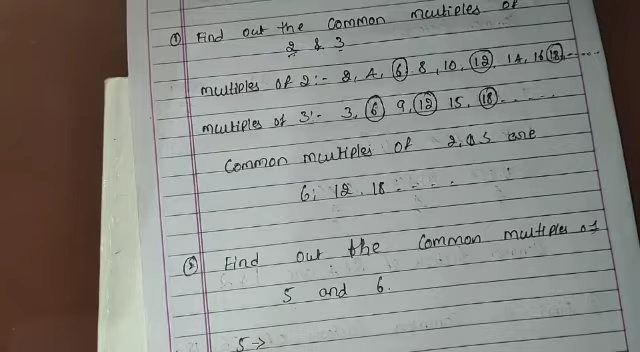 ① Find out the common multiples of
2 & 3
multiples of 2:- 2, 4, 6 8, 10, 12, 14, 16 18, .....
multiples of 3:- 3, 6 9, 12 15, 18 .....
Common multiples of 2, & 3 are
6, 12, 18 - - - -
② Find out the common multiples of
5 and 6.
5 →